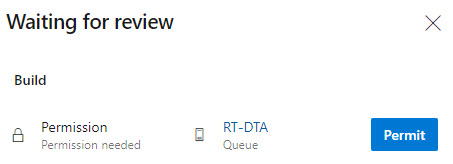 Waiting for review
Build
Permission
Permission needed
RT-DTA
Queue
Permit